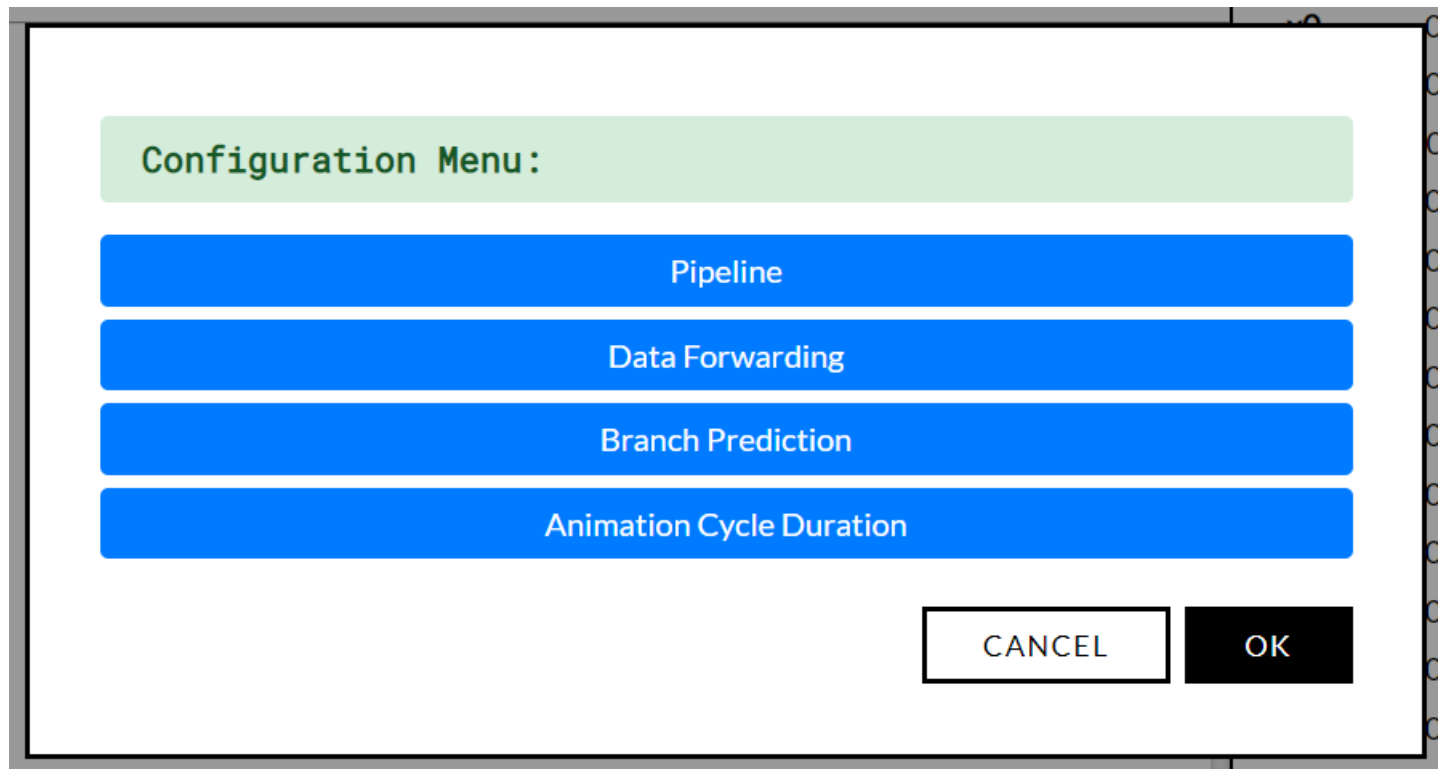 Configuration Menu:
Pipeline
Data Forwarding
Branch Prediction
Animation Cycle Duration
CANCEL
OK